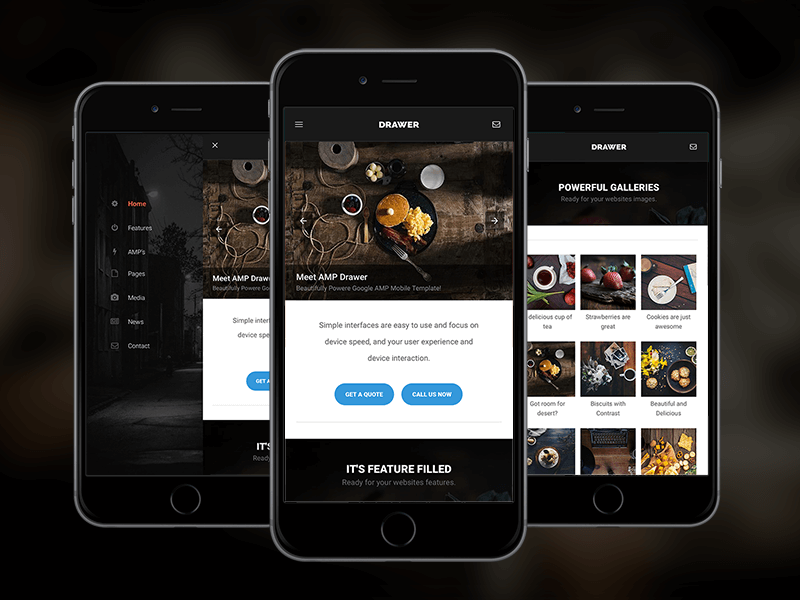 Home
Features
AMP's
Pages
Media
News
Contact
Meet AMP
Beautifully Powere
Simple
device
GET
IT'S
Ready
DRAWER
Meet AMP Drawer
Beautifully Powere Google AMP Mobile Template!
Simple interfaces are easy to use and focus on
device speed, and your user experience and
device interaction.
GET A QUOTE
CALL US NOW
IT'S FEATURE FILLED
Ready for your websites features.
DRAWER
POWERFUL GALLERIES
Ready for your websites images.
delicious cup of
tea
Strawberries are
great
Cookies are just
awesome
Got room for
desert?
Biscuits with
Contrast
Beautiful and
Delicious